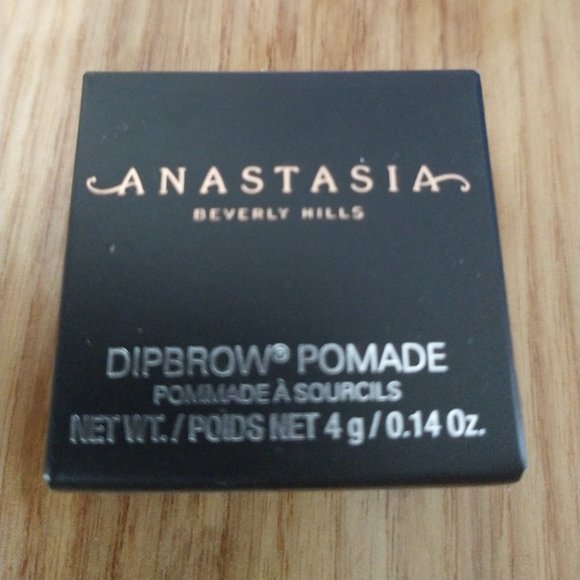 ANASTASIA
BEVERLY HILLS
DIPBROW® POMADE
POMMADE À SOURCILS
NET WT. / POIDS NET 4 g / 0.14 Oz.